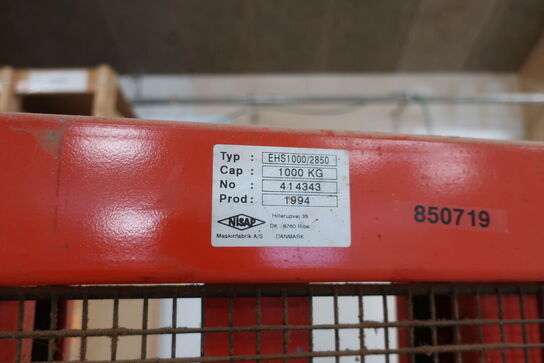 Typ : EHS1000/2850
Cap : 1000 KG
No : 414343
Prod : 1994
NISAP
Hillerupvej 35
DK - 6760 Ribe
Maskinfabrik A/S DANMARK
850719